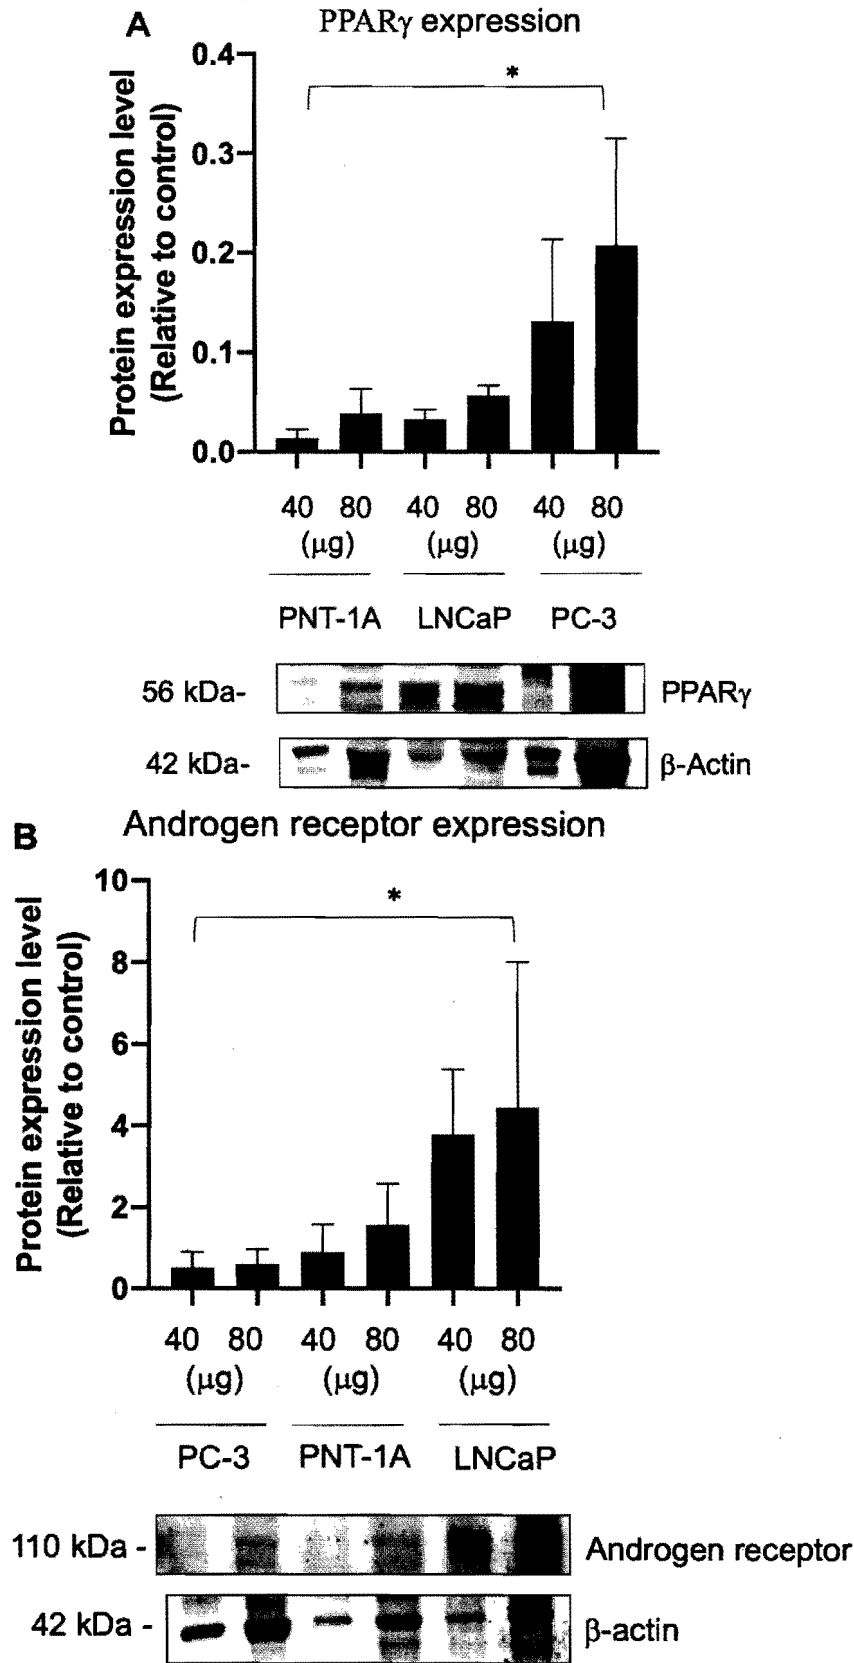 A
PPARγ expression
Protein expression level
(Relative to control)
0.4
*
0.3
0.2
0.1
0.0
40 80 40 80 40 80
(μg) (μg) (μg)
PNT-1A LNCaP PC-3
56 kDa- PPARγ
42 kDa- β-Actin
B
Androgen receptor expression
Protein expression level
(Relative to control)
10
*
8
6
4
2
0
40 80 40 80 40 80
(μg) (μg) (μg)
PC-3 PNT-1A LNCaP
110 kDa - Androgen receptor
42 kDa - β-actin